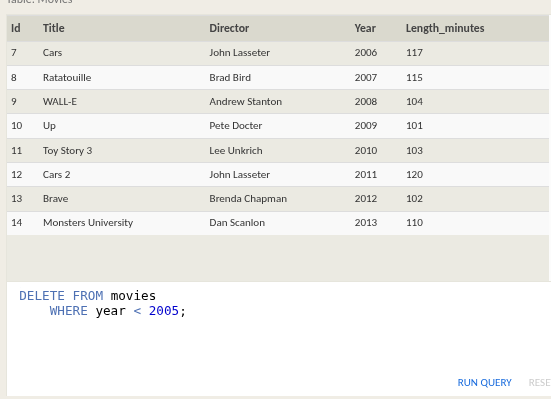 Table: Movies
Id Title Director Year Length_minutes
7 Cars John Lasseter 2006 117
8 Ratatouille Brad Bird 2007 115
9 WALL-E Andrew Stanton 2008 104
10 Up Pete Docter 2009 101
11 Toy Story 3 Lee Unkrich 2010 103
12 Cars 2 John Lasseter 2011 120
13 Brave Brenda Chapman 2012 102
14 Monsters University Dan Scanlon 2013 110
DELETE FROM movies
WHERE year < 2005;
RUN QUERY RESE